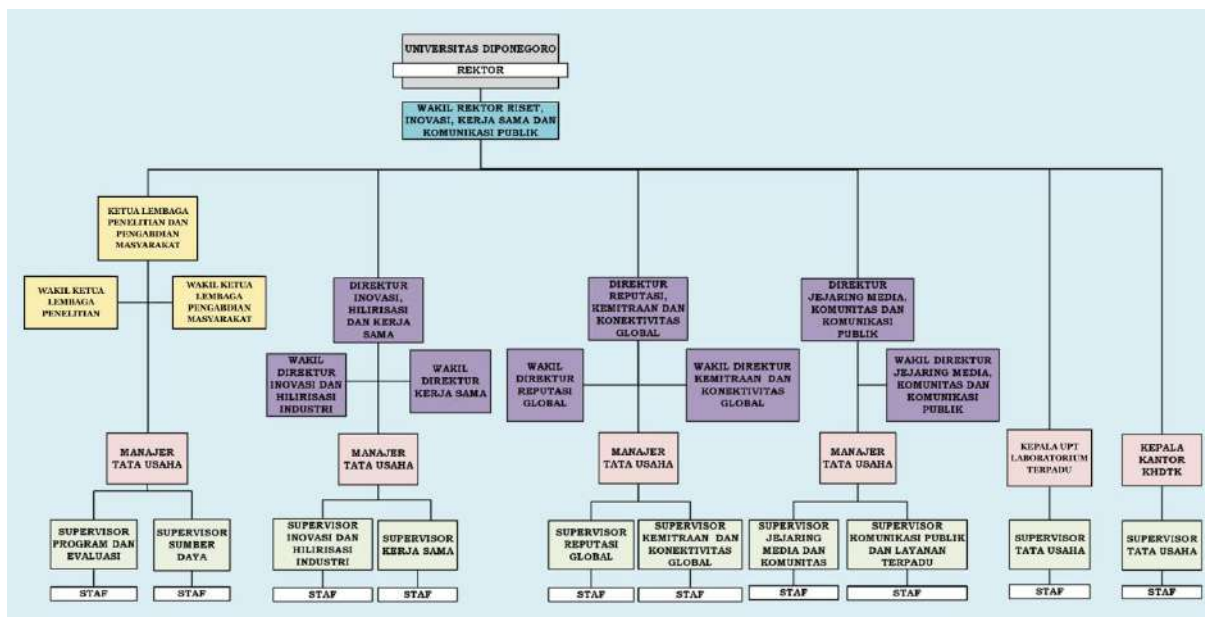 UNIVERSITAS DIPONEGORO
REKTOR
WAKIL REKTOR RISET,
INOVASI, KERJA SAMA DAN
KOMUNIKASI PUBLIK
KETUA LEMBAGA
PENELITIAN DAN
PENGABDIAN
MASYARAKAT
WAKIL KETUA
LEMBAGA
PENELITIAN
WAKIL KETUA
LEMBAGA
PENGABDIAN
MASYARAKAT
DIREKTUR
INOVASI,
HILIRISASI
DAN KERJA
SAMA
DIREKTUR
REPUTASI,
KEMITRAAN DAN
KONEKTIVITAS
GLOBAL
DIREKTUR
JEJARING MEDIA,
KOMUNITAS DAN
KOMUNIKASI
PUBLIK
WAKIL
DIREKTUR
INOVASI DAN
HILIRISASI
INDUSTRI
WAKIL
DIREKTUR
KERJA SAMA
WAKIL
DIREKTUR
REPUTASI
GLOBAL
WAKIL DIREKTUR
KEMITRAAN DAN
KONEKTIVITAS
GLOBAL
WAKIL DIREKTUR
JEJARING MEDIA,
KOMUNITAS DAN
KOMUNIKASI
PUBLIK
MANAJER
TATA USAHA
MANAJER
TATA USAHA
MANAJER
TATA USAHA
MANAJER
TATA USAHA
KEPALA UPT
LABORATORIUM
TERPADU
KEPALA
KANTOR
KHDTK
SUPERVISOR
PROGRAM DAN
EVALUASI
SUPERVISOR
SUMBER
DAYA
SUPERVISOR
INOVASI DAN
HILIRISASI
INDUSTRI
SUPERVISOR
KERJA SAMA
SUPERVISOR
REPUTASI
GLOBAL
SUPERVISOR
KEMITRAAN DAN
KONEKTIVITAS
GLOBAL
SUPERVISOR
JEJARING
MEDIA DAN
KOMUNITAS
SUPERVISOR
KOMUNIKASI PUBLIK
DAN LAYANAN
TERPADU
SUPERVISOR
TATA USAHA
SUPERVISOR
TATA USAHA
STAF
STAF
STAF
STAF
STAF
STAF
STAF
STAF
STAF
STAF